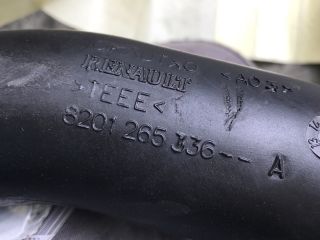 RENAULT
>TEEE<
8201 265 336-- A